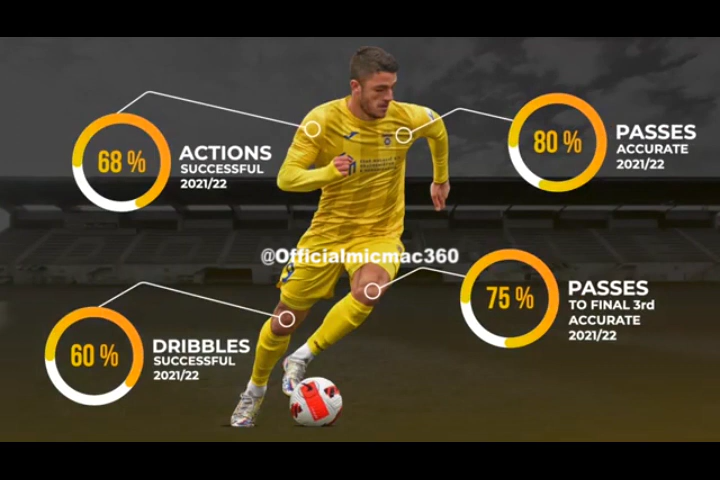 68 %
ACTIONS
SUCCESSFUL
2021/22
80 %
PASSES
ACCURATE
2021/22
@Officialmicmac360
60 %
DRIBBLES
SUCCESSFUL
2021/22
75 %
PASSES
TO FINAL 3rd
ACCURATE
2021/22